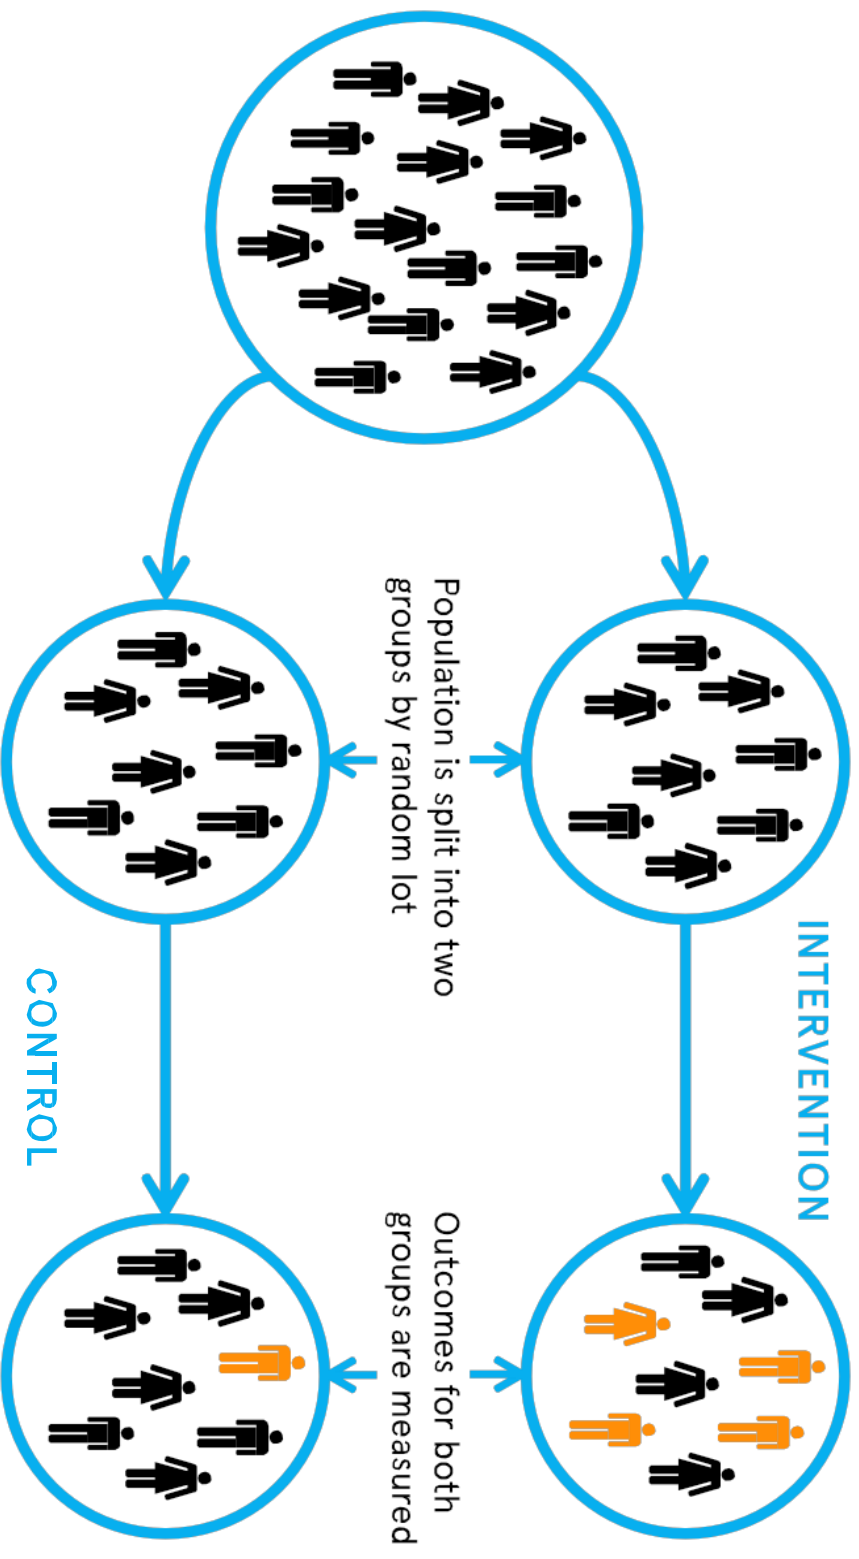 INTERVENTION
Population is split into two
groups by random lot
Outcomes for both
groups are measured
CONTROL